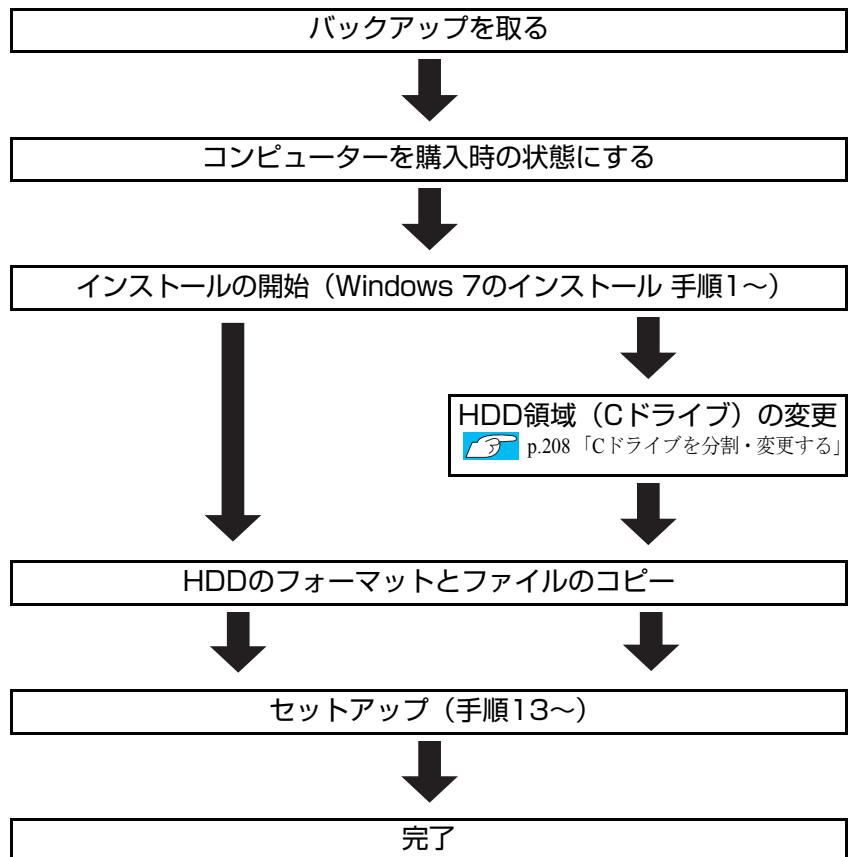 バックアップを取る
コンピューターを購入時の状態にする
インストールの開始（Windows 7のインストール 手順1～）
HDD領域（Cドライブ）の変更
p.208「Cドライブを分割・変更する」
HDDのフォーマットとファイルのコピー
セットアップ（手順13～）
完了